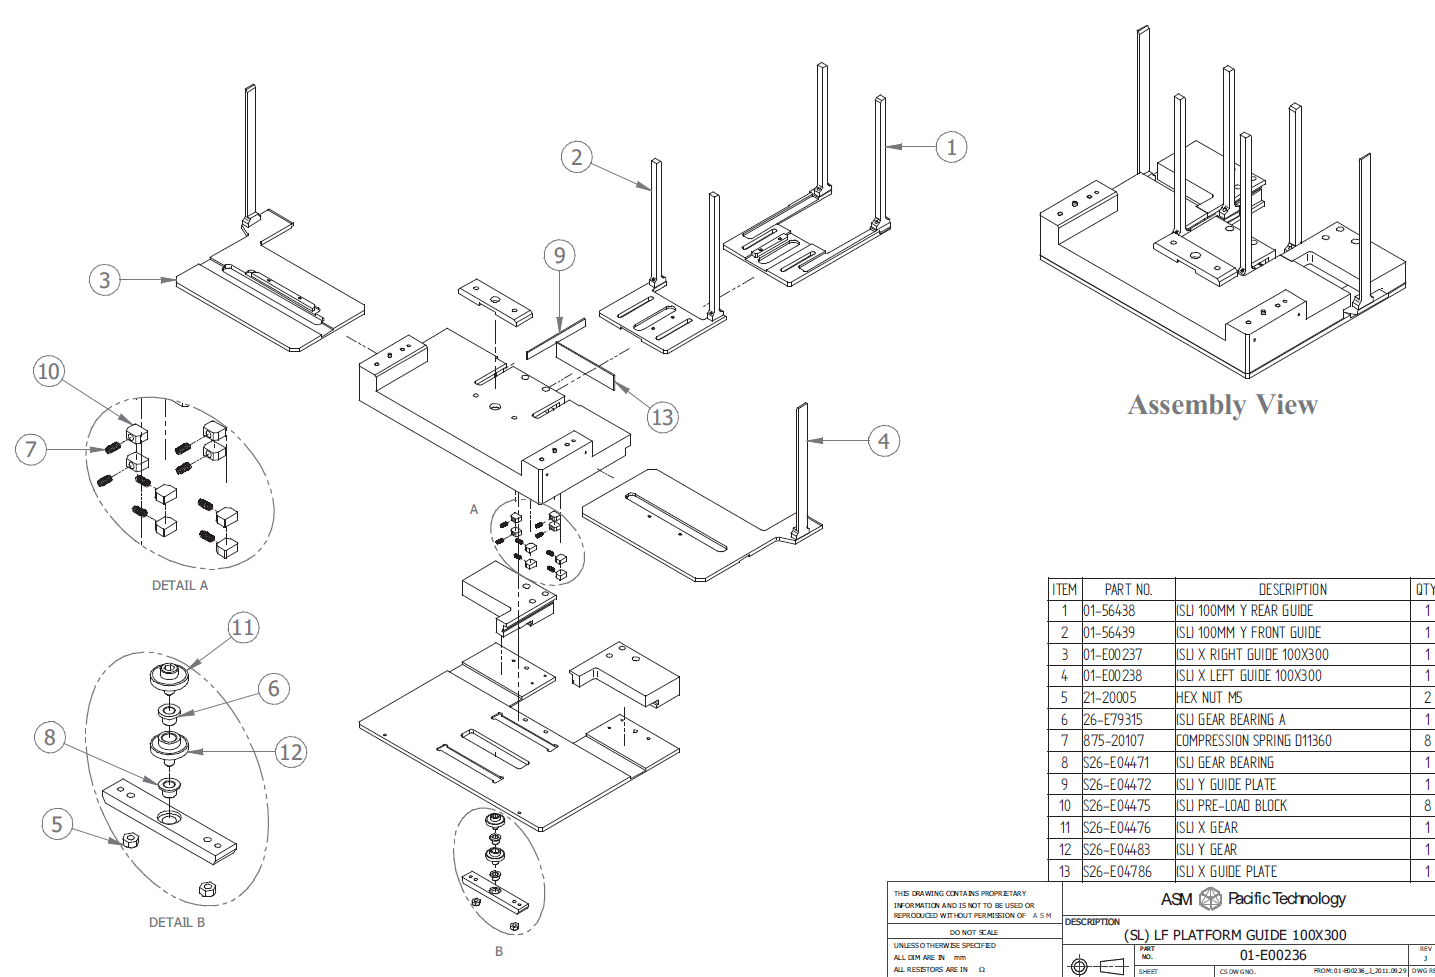 1
2
3
9
10
13
7
4
A
DETAIL A
11
6
8
12
5
DETAIL B
B
Assembly View
ITEM PART NO. DESCRIPTION QTY
1 01-56438 (SL) 100MM Y REAR GUIDE 1
2 01-56439 (SL) 100MM Y FRONT GUIDE 1
3 01-E00237 (SL) X RIGHT GUIDE 100X300 1
4 01-E00238 (SL) X LEFT GUIDE 100X300 1
5 21-20005 HEX NUT M5 2
6 26-E79315 (SL) GEAR BEARING A 1
7 875-20107 COMPRESSION SPRING D11360 8
8 S26-E04471 (SL) GEAR BEARING 1
9 S26-E04472 (SL) Y GUIDE PLATE 1
10 S26-E04475 (SL) PRE-LOAD BLOCK 8
11 S26-E04476 (SL) X GEAR 1
12 S26-E04483 (SL) Y GEAR 1
13 S26-E04786 (SL) X GUIDE PLATE 1
THIS DRAWING CONTAINS PROPRIETARY
INFORMATION AND IS NOT TO BE USED OR
REPRODUCED WITHOUT PERMISSION OF A S M
DO NOT SCALE
UNLESS OTHERWISE SPECIFIED
ALL DIM ARE IN mm
ALL RESISTORS ARE IN Ω
ASM Pacific Technology
DESCRIPTION
(SL) LF PLATFORM GUIDE 100X300
PART NO.
01-E00236
REV
J
SHEET
CS DWG NO.
FROM: 01-E00236_J_2011.09.29
DWG RE